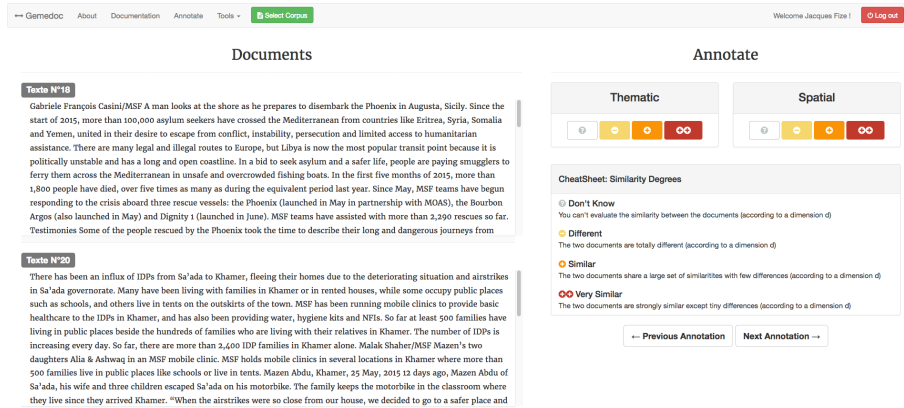 Gemedoc About Documentation Annotate Tools Select Corpus Welcome Jacques Fize ! Log out
Documents
Texte N°18
Gabriele François Casini/MSF A man looks at the shore as he prepares to disembark the Phoenix in Augusta, Sicily. Since the
start of 2015, more than 100,000 asylum seekers have crossed the Mediterranean from countries like Eritrea, Syria, Somalia
and Yemen, united in their desire to escape from conflict, instability, persecution and limited access to humanitarian
assistance. There are many legal and illegal routes to Europe, but Libya is now the most popular transit point because it is
politically unstable and has a long and open coastline. In a bid to seek asylum and a safer life, people are paying smugglers to
ferry them across the Mediterranean in unsafe and overcrowded fishing boats. In the first five months of 2015, more than
1,800 people have died, over five times as many as during the equivalent period last year. Since May, MSF teams have begun
responding to the crisis aboard three rescue vessels: the Phoenix (launched in May in partnership with MOAS), the Bourbon
Argos (also launched in May) and Dignity 1 (launched in June). MSF teams have assisted with more than 2,290 rescues so far.
Testimonies Some of the people rescued by the Phoenix took the time to describe their long and dangerous journeys from
Texte N°20
There has been an influx of IDPs from Sa'ada to Khamer, fleeing their homes due to the deteriorating situation and airstrikes
in Sa'ada governorate. Many have been living with families in Khamer or in rented houses, while some occupy public places
such as schools, and others live in tents on the outskirts of the town. MSF has been running mobile clinics to provide basic
healthcare to the IDPs in Khamer, and has also been providing water, hygiene kits and NFIs. So far at least 500 families have
living in public places beside the hundreds of families who are living with their relatives in Khamer. The number of IDPs is
increasing every day. So far, there are more than 2,400 IDP families in Khamer alone. Malak Shaher/MSF Mazen's two
daughters Alia & Ashwaq in an MSF mobile clinic. MSF holds mobile clinics in several locations in Khamer where more than
500 families live in public places like schools or live in tents. Mazen Abdu, Khamer, 25 May, 2015 12 days ago, Mazen Abdu of
Sa'ada, his wife and three children escaped Sa'ada on his motorbike. The family keeps the motorbike in the classroom where
they live since they arrived Khamer. "When the airstrikes were so close from our house, we decided to go to a safer place and
Annotate
Thematic
Spatial
CheatSheet: Similarity Degrees
Don't Know
You can't evaluate the similarity between the documents (according to a dimension d)
Different
The two documents are totally different (according to a dimension d)
Similar
The two documents share a large set of similaritites with few differences (according to a dimension d)
Very Similar
The two documents are strongly similar except tiny differences (according to a dimension d)
← Previous Annotation Next Annotation →